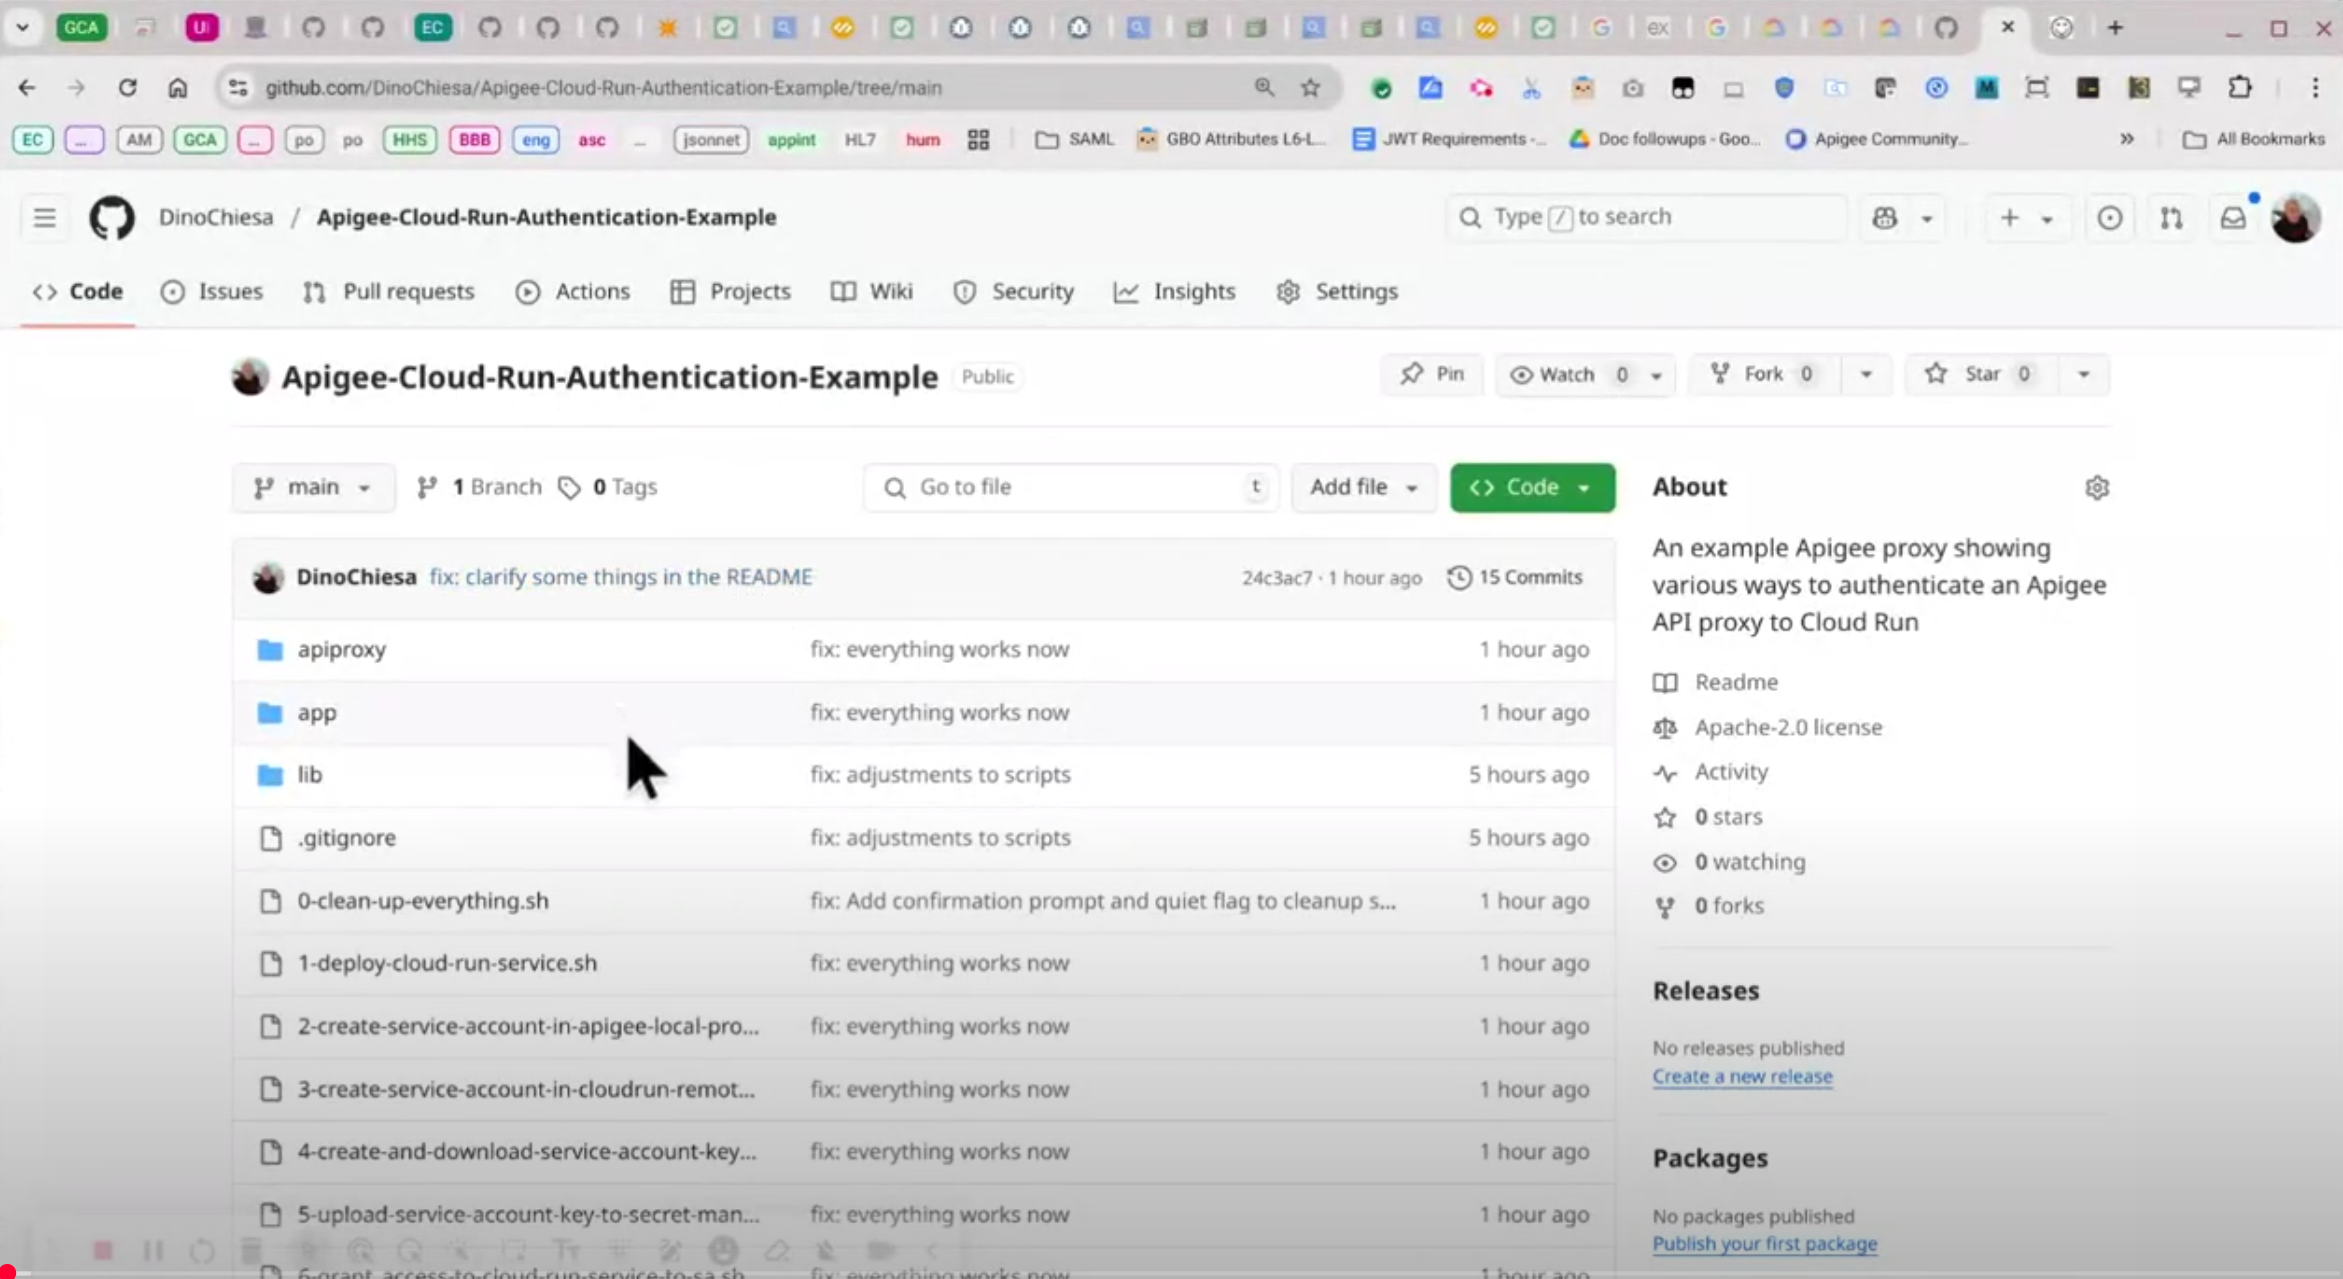 GCA UI EC ex
github.com/DinoChiesa/Apigee-Cloud-Run-Authentication-Example/tree/main
EC ... AM GCA ... po po HHS BBB eng asc ... jsonnet appint HL7 hum SAML GBO Attributes L6-L... JWT Requirements -... Doc followups - Goo... Apigee Community... » All Bookmarks
DinoChiesa / Apigee-Cloud-Run-Authentication-Example Type / to search
Code Issues Pull requests Actions Projects Wiki Security Insights Settings
Apigee-Cloud-Run-Authentication-Example Public Pin Watch 0 Fork 0 Star 0
main 1 Branch 0 Tags Go to file t Add file Code
DinoChiesa fix: clarify some things in the README 24c3ac7 · 1 hour ago 15 Commits
apiproxy fix: everything works now 1 hour ago
app fix: everything works now 1 hour ago
lib fix: adjustments to scripts 5 hours ago
.gitignore fix: adjustments to scripts 5 hours ago
0-clean-up-everything.sh fix: Add confirmation prompt and quiet flag to cleanup s... 1 hour ago
1-deploy-cloud-run-service.sh fix: everything works now 1 hour ago
2-create-service-account-in-apigee-local-pro... fix: everything works now 1 hour ago
3-create-service-account-in-cloudrun-remot... fix: everything works now 1 hour ago
4-create-and-download-service-account-key... fix: everything works now 1 hour ago
5-upload-service-account-key-to-secret-man... fix: everything works now 1 hour ago
6-grant-access-to-cloud-run-service-to-sa.sh fix: everything works now 1 hour ago
About
An example Apigee proxy showing
various ways to authenticate an Apigee
API proxy to Cloud Run
Readme
Apache-2.0 license
Activity
0 stars
0 watching
0 forks
Releases
No releases published
Create a new release
Packages
No packages published
Publish your first package